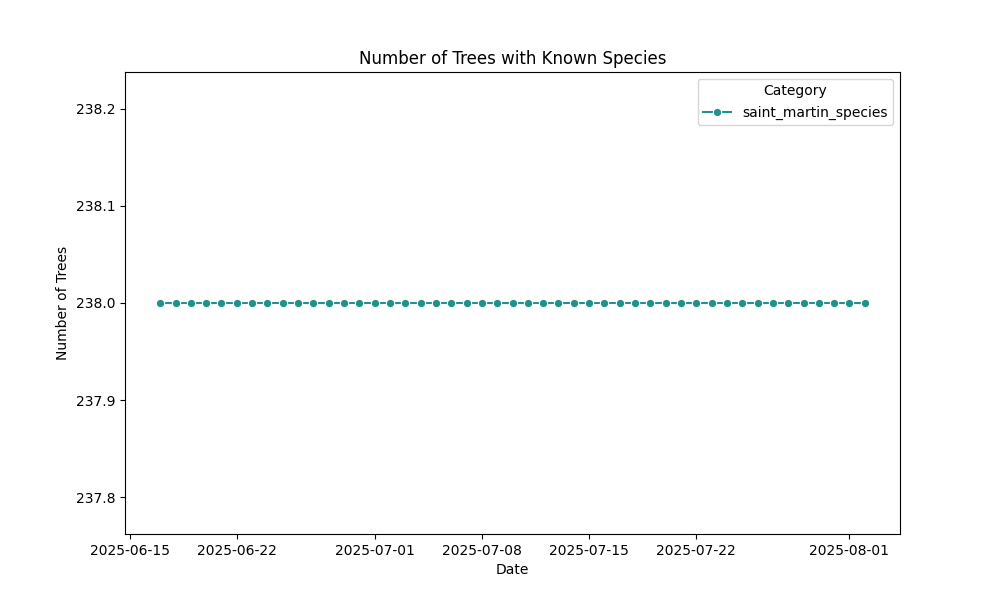 Number of Trees with Known Species
Category
saint_martin_species
238.2
238.1
238.0
237.9
237.8
Number of Trees
2025-06-15 2025-06-22 2025-07-01 2025-07-08 2025-07-15 2025-07-22 2025-08-01
Date